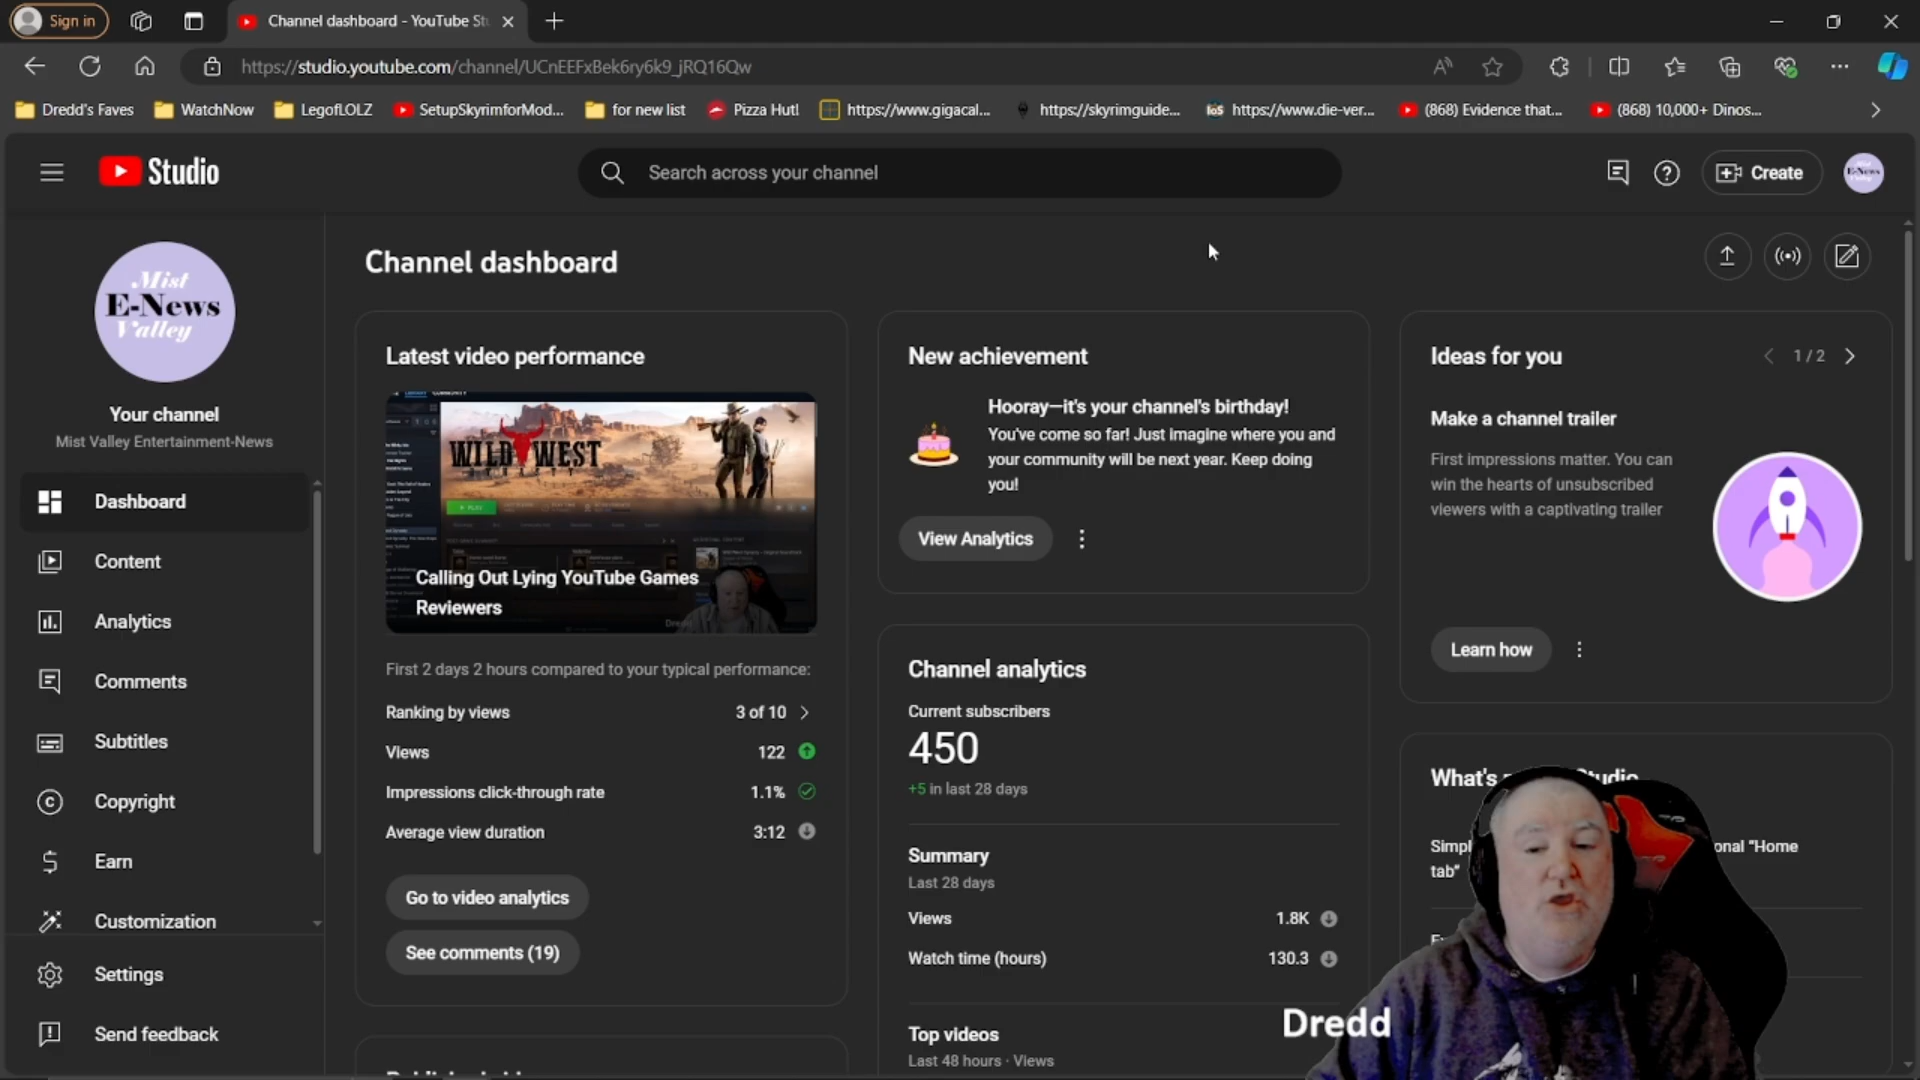 Sign in
Channel dashboard - YouTube St
https://studio.youtube.com/channel/UCnEEFxBek6ry6k9_jRQ16Qw
Dredd's Faves
WatchNow
LegofLOLZ
SetupSkyrimforMod...
for new list
Pizza Hut!
https://www.gigacal...
https://skyrimguide...
https://www.die-ver...
(868) Evidence that...
(868) 10,000+ Dinos...
Studio
Search across your channel
Create
Mist
E-News
Valley
Your channel
Mist Valley Entertainment-News
Dashboard
Content
Analytics
Comments
Subtitles
Copyright
Earn
Customization
Settings
Send feedback
Channel dashboard
Latest video performance
WILD WEST
PLAY
Calling Out Lying YouTube Games
Reviewers
First 2 days 2 hours compared to your typical performance:
Ranking by views 3 of 10
Views 122
Impressions click-through rate 1.1%
Average view duration 3:12
Go to video analytics
See comments (19)
New achievement
Hooray—it's your channel's birthday!
You've come so far! Just imagine where you and
your community will be next year. Keep doing
you!
View Analytics
Channel analytics
Current subscribers
450
+5 in last 28 days
Summary
Last 28 days
Views 1.8K
Watch time (hours) 130.3
Top videos
Last 48 hours · Views
Ideas for you
1 / 2
Make a channel trailer
First impressions matter. You can
win the hearts of unsubscribed
viewers with a captivating trailer
Learn how
What's Studio
"Home
tab"
Dredd